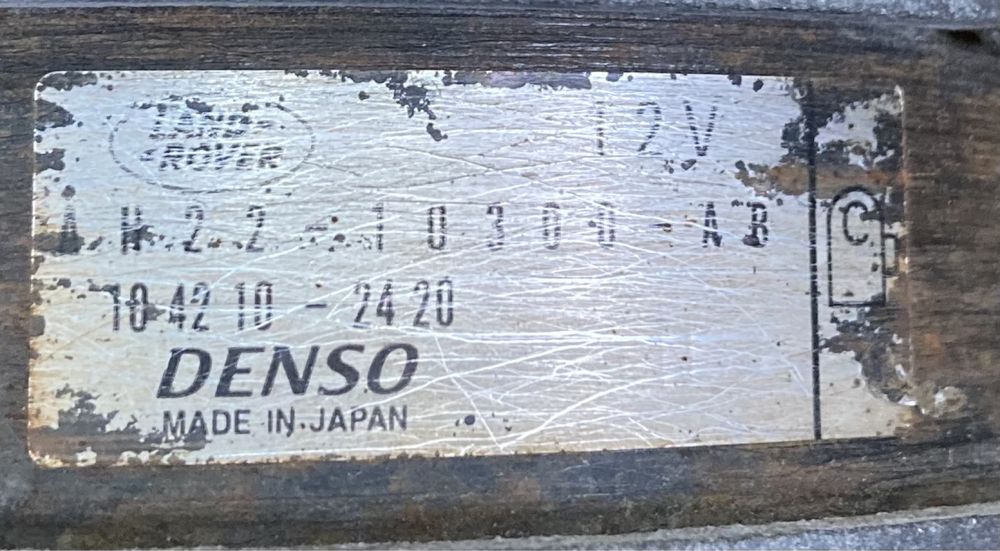 LAND-
ROVER
12V
AH22-10300-AB
C
104210-2420
DENSO
MADE IN JAPAN